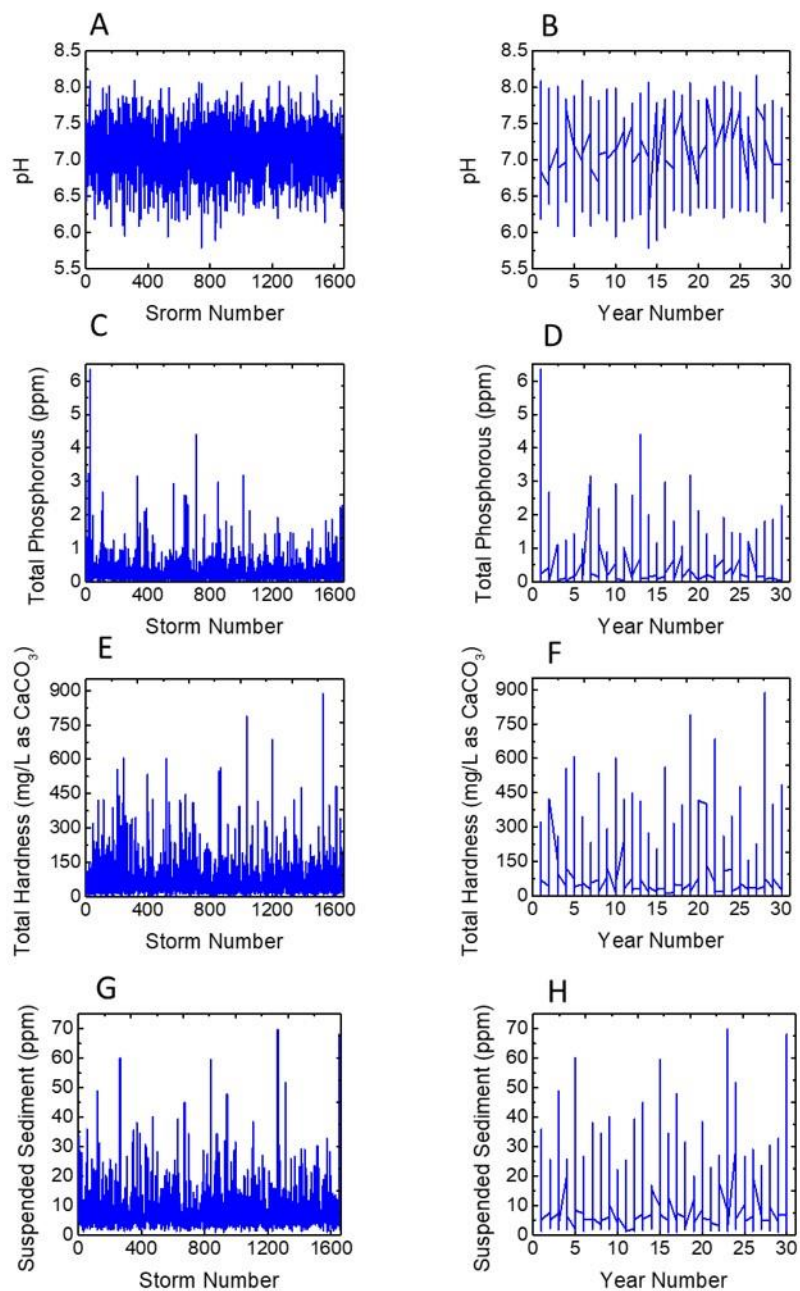 A
8.5
8.0
7.5
7.0
6.5
6.0
5.5
pH
0 400 800 1200 1600
Srorm Number
B
8.5
8.0
7.5
7.0
6.5
6.0
5.5
pH
0 5 10 15 20 25 30
Year Number
C
6
5
4
3
2
1
0
Total Phosphorous (ppm)
0 400 800 1200 1600
Storm Number
D
6
5
4
3
2
1
0
Total Phosphorous (ppm)
0 5 10 15 20 25 30
Year Number
E
900
750
600
450
300
150
0
Total Hardness (mg/L as CaCO₃)
0 400 800 1200 1600
Storm Number
F
900
750
600
450
300
150
0
Total Hardness (mg/L as CaCO₃)
0 5 10 15 20 25 30
Year Number
G
70
60
50
40
30
20
10
0
Suspended Sediment (ppm)
0 400 800 1200 1600
Storm Number
H
70
60
50
40
30
20
10
0
Suspended Sediment (ppm)
0 5 10 15 20 25 30
Year Number